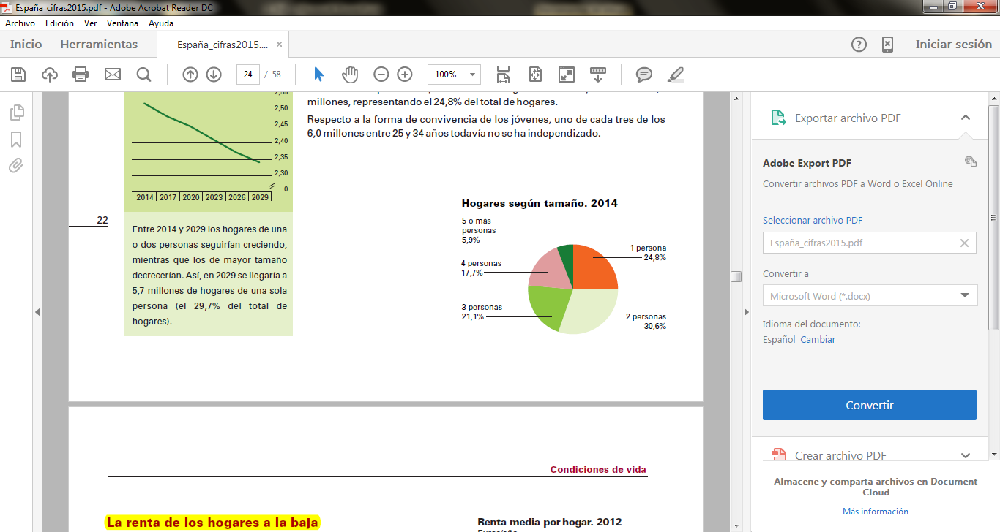 España_cifras2015.pdf - Adobe Acrobat Reader DC
Archivo Edición Ver Ventana Ayuda
Inicio Herramientas España_cifras2015.... × Iniciar sesión
24 / 58 100%
2,50
2,45
2,40
2,35
2,30
0
2014 2017 2020 2023 2026 2029
22
Entre 2014 y 2029 los hogares de una
o dos personas seguirían creciendo,
mientras que los de mayor tamaño
decrecerían. Así, en 2029 se llegaría a
5,7 millones de hogares de una sola
persona (el 29,7% del total de
hogares).
millones, representando el 24,8% del total de hogares.
Respecto a la forma de convivencia de los jóvenes, uno de cada tres de los
6,0 millones entre 25 y 34 años todavía no se ha independizado.
Hogares según tamaño. 2014
5 o más
personas
5,9%
1 persona
24,8%
4 personas
17,7%
3 personas
21,1%
2 personas
30,6%
Condiciones de vida
La renta de los hogares a la baja
Renta media por hogar. 2012
Exportar archivo PDF
Adobe Export PDF
Convertir archivos PDF a Word o Excel Online
Seleccionar archivo PDF
España_cifras2015.pdf
Convertir a
Microsoft Word (*.docx)
Idioma del documento:
Español Cambiar
Convertir
Crear archivo PDF
Almacene y comparta archivos en Document
Cloud
Más información